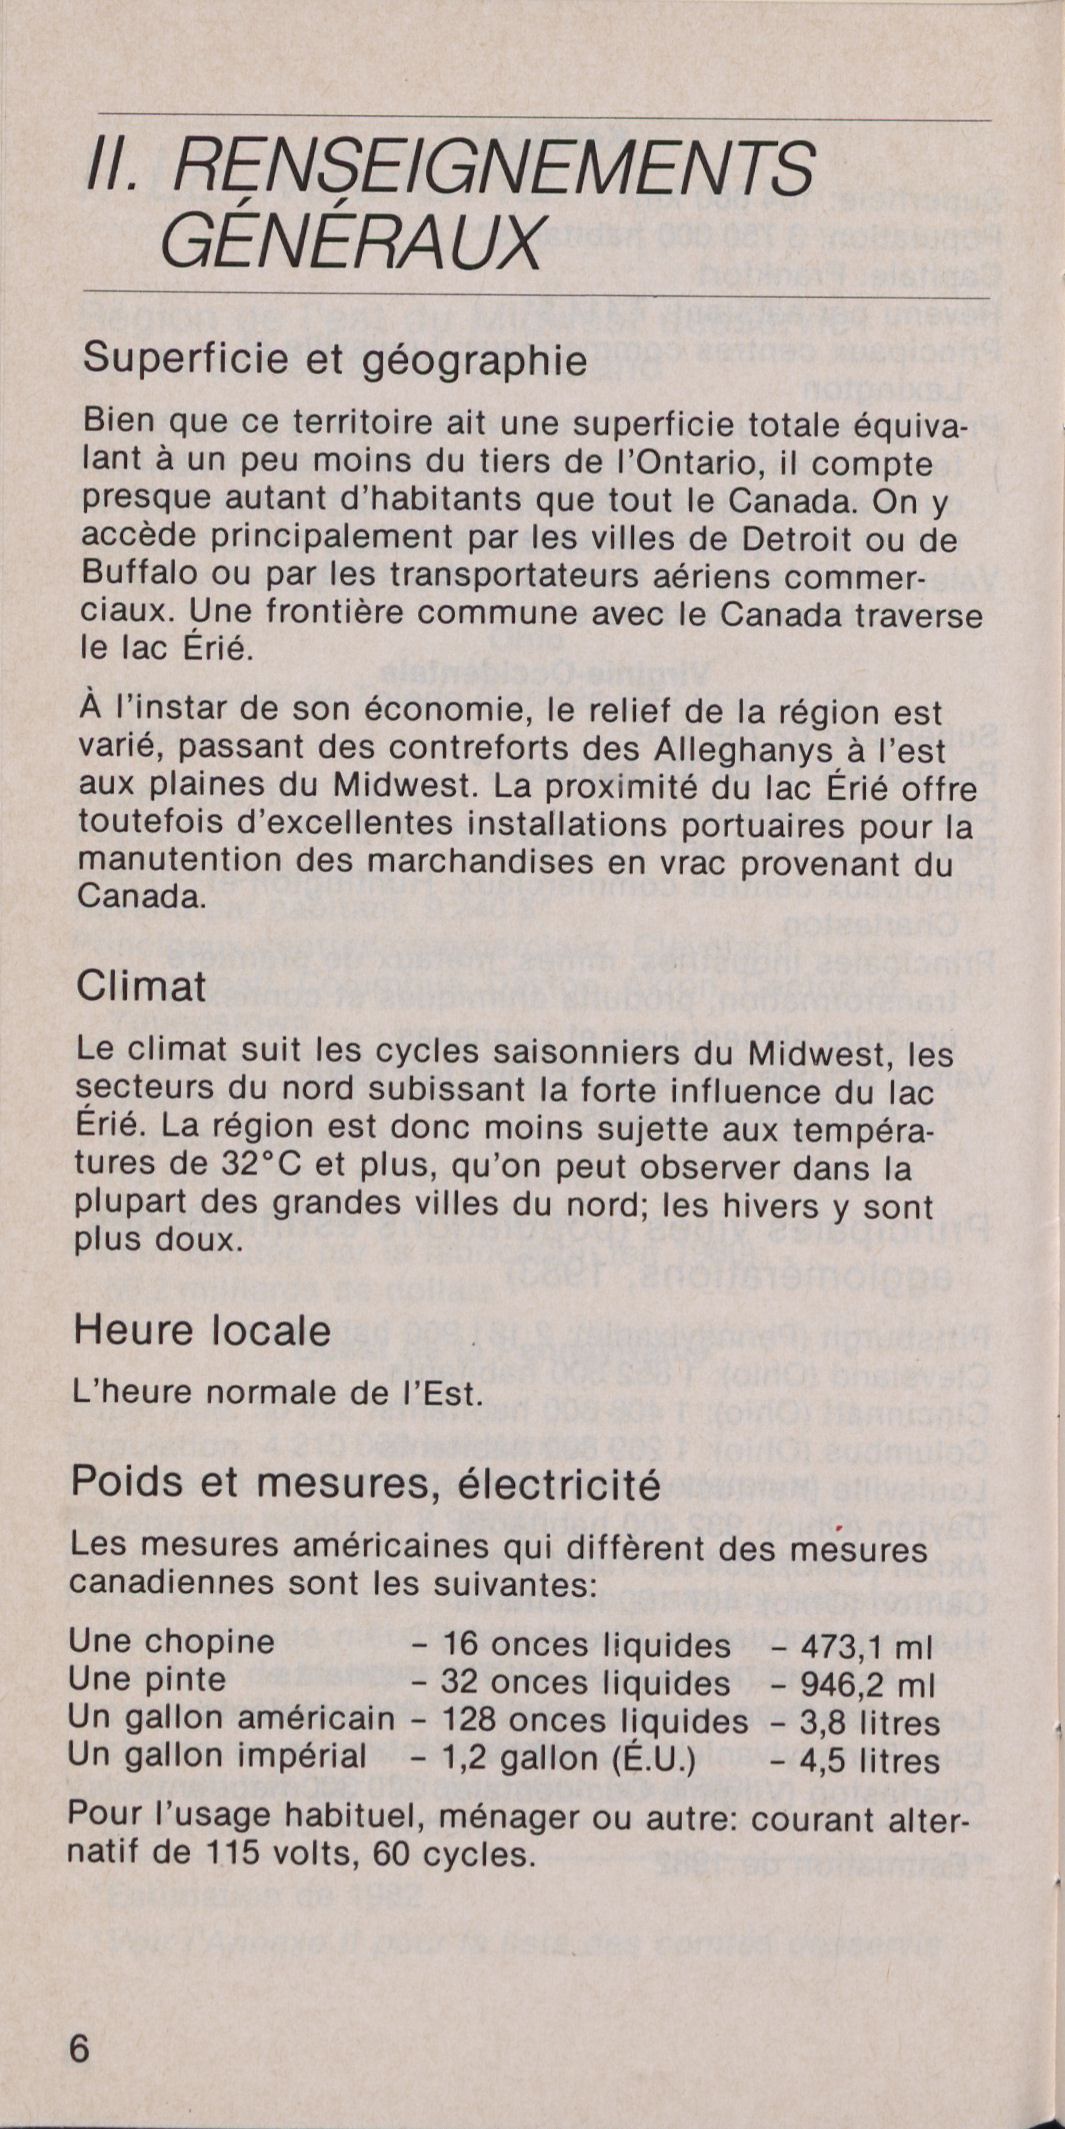 II. RENSEIGNEMENTS
GÉNÉRAUX
Superficie et géographie
Bien que ce territoire ait une superficie totale équiva-
lant à un peu moins du tiers de l'Ontario, il compte
presque autant d'habitants que tout le Canada. On y
accède principalement par les villes de Detroit ou de
Buffalo ou par les transportateurs aériens commer-
ciaux. Une frontière commune avec le Canada traverse
le lac Érié.
À l'instar de son économie, le relief de la région est
varié, passant des contreforts des Alleghanys à l'est
aux plaines du Midwest. La proximité du lac Érié offre
toutefois d'excellentes installations portuaires pour la
manutention des marchandises en vrac provenant du
Canada.
Climat
Le climat suit les cycles saisonniers du Midwest, les
secteurs du nord subissant la forte influence du lac
Érié. La région est donc moins sujette aux tempéra-
tures de 32°C et plus, qu'on peut observer dans la
plupart des grandes villes du nord; les hivers y sont
plus doux.
Heure locale
L'heure normale de l'Est.
Poids et mesures, électricité
Les mesures américaines qui diffèrent des mesures
canadiennes sont les suivantes:
Une chopine – 16 onces liquides – 473,1 ml
Une pinte – 32 onces liquides – 946,2 ml
Un gallon américain – 128 onces liquides – 3,8 litres
Un gallon impérial – 1,2 gallon (É.U.) – 4,5 litres
Pour l'usage habituel, ménager ou autre: courant alter-
natif de 115 volts, 60 cycles.
6